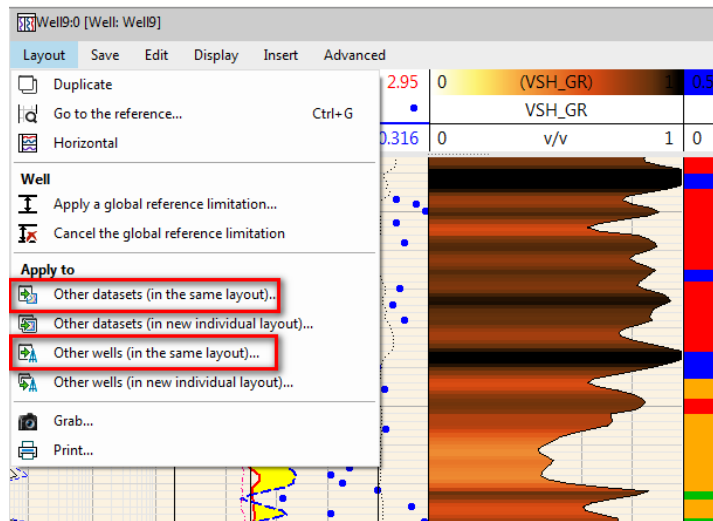 Well9:0 [Well: Well9]
Layout Save Edit Display Insert Advanced
Duplicate
Go to the reference... Ctrl+G
Horizontal
Well
Apply a global reference limitation...
Cancel the global reference limitation
Apply to
Other datasets (in the same layout)...
Other datasets (in new individual layout)...
Other wells (in the same layout)...
Other wells (in new individual layout)...
Grab...
Print...
2.95 0 (VSH_GR) 1 0.5
VSH_GR
0.316 0 v/v 1 0